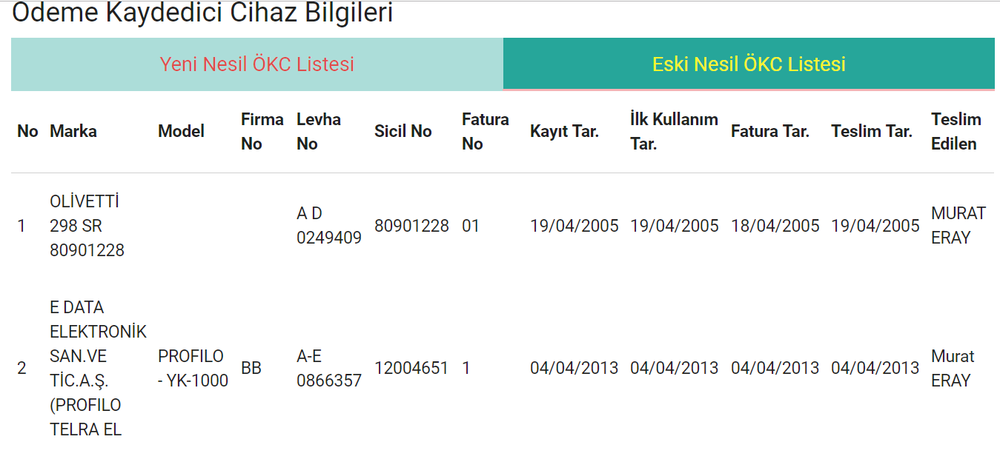 Ödeme Kaydedici Cihaz Bilgileri
Yeni Nesil ÖKC Listesi
Eski Nesil ÖKC Listesi
No Marka Model Firma No Levha No Sicil No Fatura No Kayıt Tar. İlk Kullanım Tar. Fatura Tar. Teslim Tar. Teslim Edilen
1
OLİVETTİ
298 SR
80901228
A D
0249409
80901228
01
19/04/2005
19/04/2005
18/04/2005
19/04/2005
MURAT
ERAY
2
E DATA
ELEKTRONİK
SAN.VE
TİC.A.Ş.
(PROFILO
TELRA EL
PROFILO
- YK-1000
BB
A-E
0866357
12004651
1
04/04/2013
04/04/2013
04/04/2013
04/04/2013
Murat
ERAY